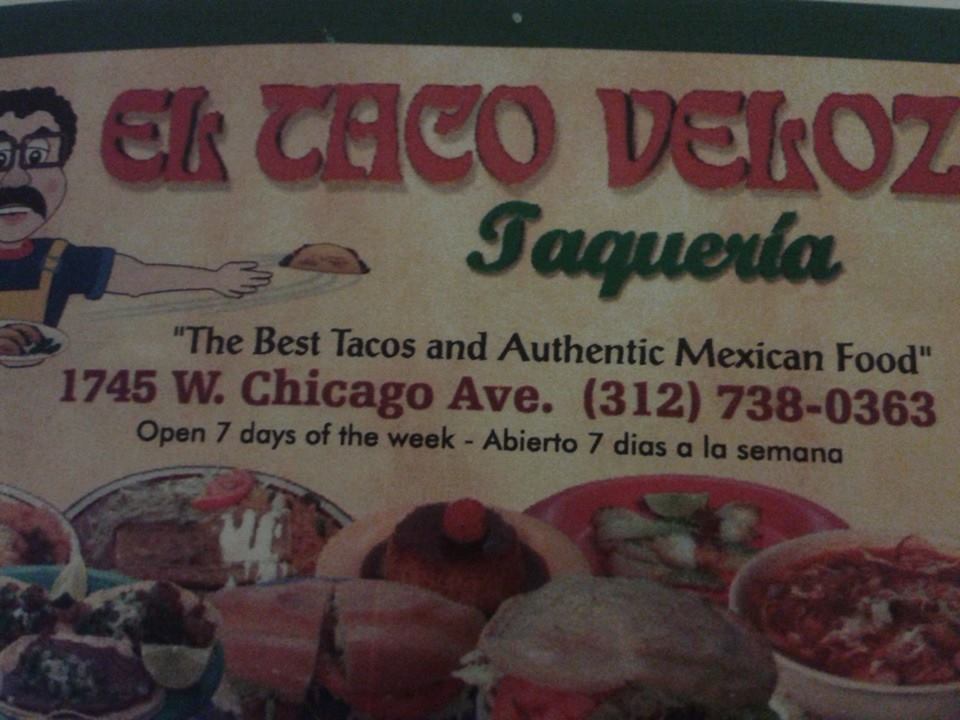 EL TACO VELOZ
Taquería
"The Best Tacos and Authentic Mexican Food"
1745 W. Chicago Ave. (312) 738-0363
Open 7 days of the week - Abierto 7 dias a la semana